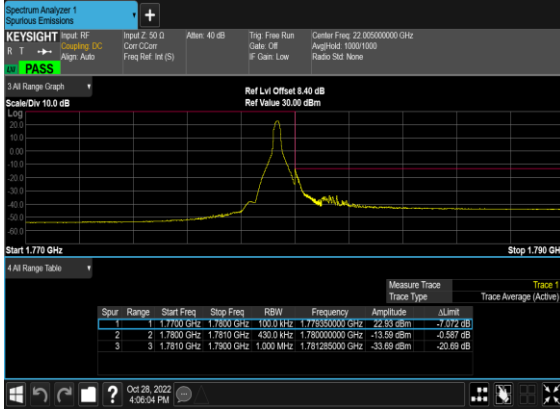 Spectrum Analyzer 1
Spurious Emissions
+
KEYSIGHT Input: RF Input Z: 50 Ω Atten: 40 dB Trig: Free Run Center Freq: 22.005000000 GHz
R T Coupling: DC Corr CCorr Gate: Off Avg|Hold: 1000/1000
Align: Auto Freq Ref: Int (S) IF Gain: Low Radio Std: None
PASS
3 All Range Graph
Ref Lvl Offset 8.40 dB
Scale/Div 10.0 dB Ref Value 30.00 dBm
Log
20.0
10.0
0.00
-10.0
-20.0
-30.0
-40.0
-50.0
-60.0
Start 1.770 GHz Stop 1.790 GH
4 All Range Table
Measure Trace Trace 1
Trace Type Trace Average (Active)
Spur Range Start Freq Stop Freq RBW Frequency Amplitude ΔLimit
1 1 1.7700 GHz 1.7800 GHz 100.0 kHz 1.779350000 GHz 22.93 dBm -7.072 dB
2 2 1.7800 GHz 1.7810 GHz 430.0 kHz 1.780000000 GHz -13.59 dBm -0.587 dB
3 3 1.7810 GHz 1.7900 GHz 1.000 MHz 1.781285000 GHz -33.69 dBm -20.69 dB
? Oct 28, 2022
4:06:04 PM